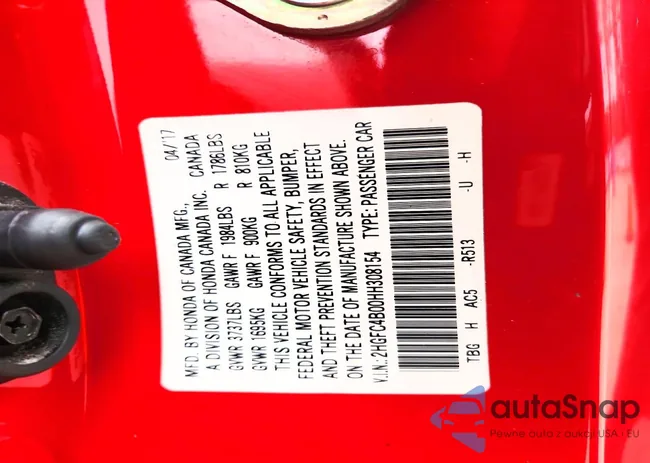 MFD. BY HONDA OF CANADA MFG., 04/17
A DIVISION OF HONDA CANADA INC. CANADA
GVWR 3737LBS GAWR F 1984LBS R 1786LBS
GVWR 1695KG GAWR F 900KG R 810KG
THIS VEHICLE CONFORMS TO ALL APPLICABLE
FEDERAL MOTOR VEHICLE SAFETY, BUMPER,
AND THEFT PREVENTION STANDARDS IN EFFECT
ON THE DATE OF MANUFACTURE SHOWN ABOVE.
V.I.N.: 2HGFC4B00HH308154 TYPE: PASSENGER CAR
TBG H AC5 -R513 -U -H
autaSnap
Pewne auta z aukcji USA i EU